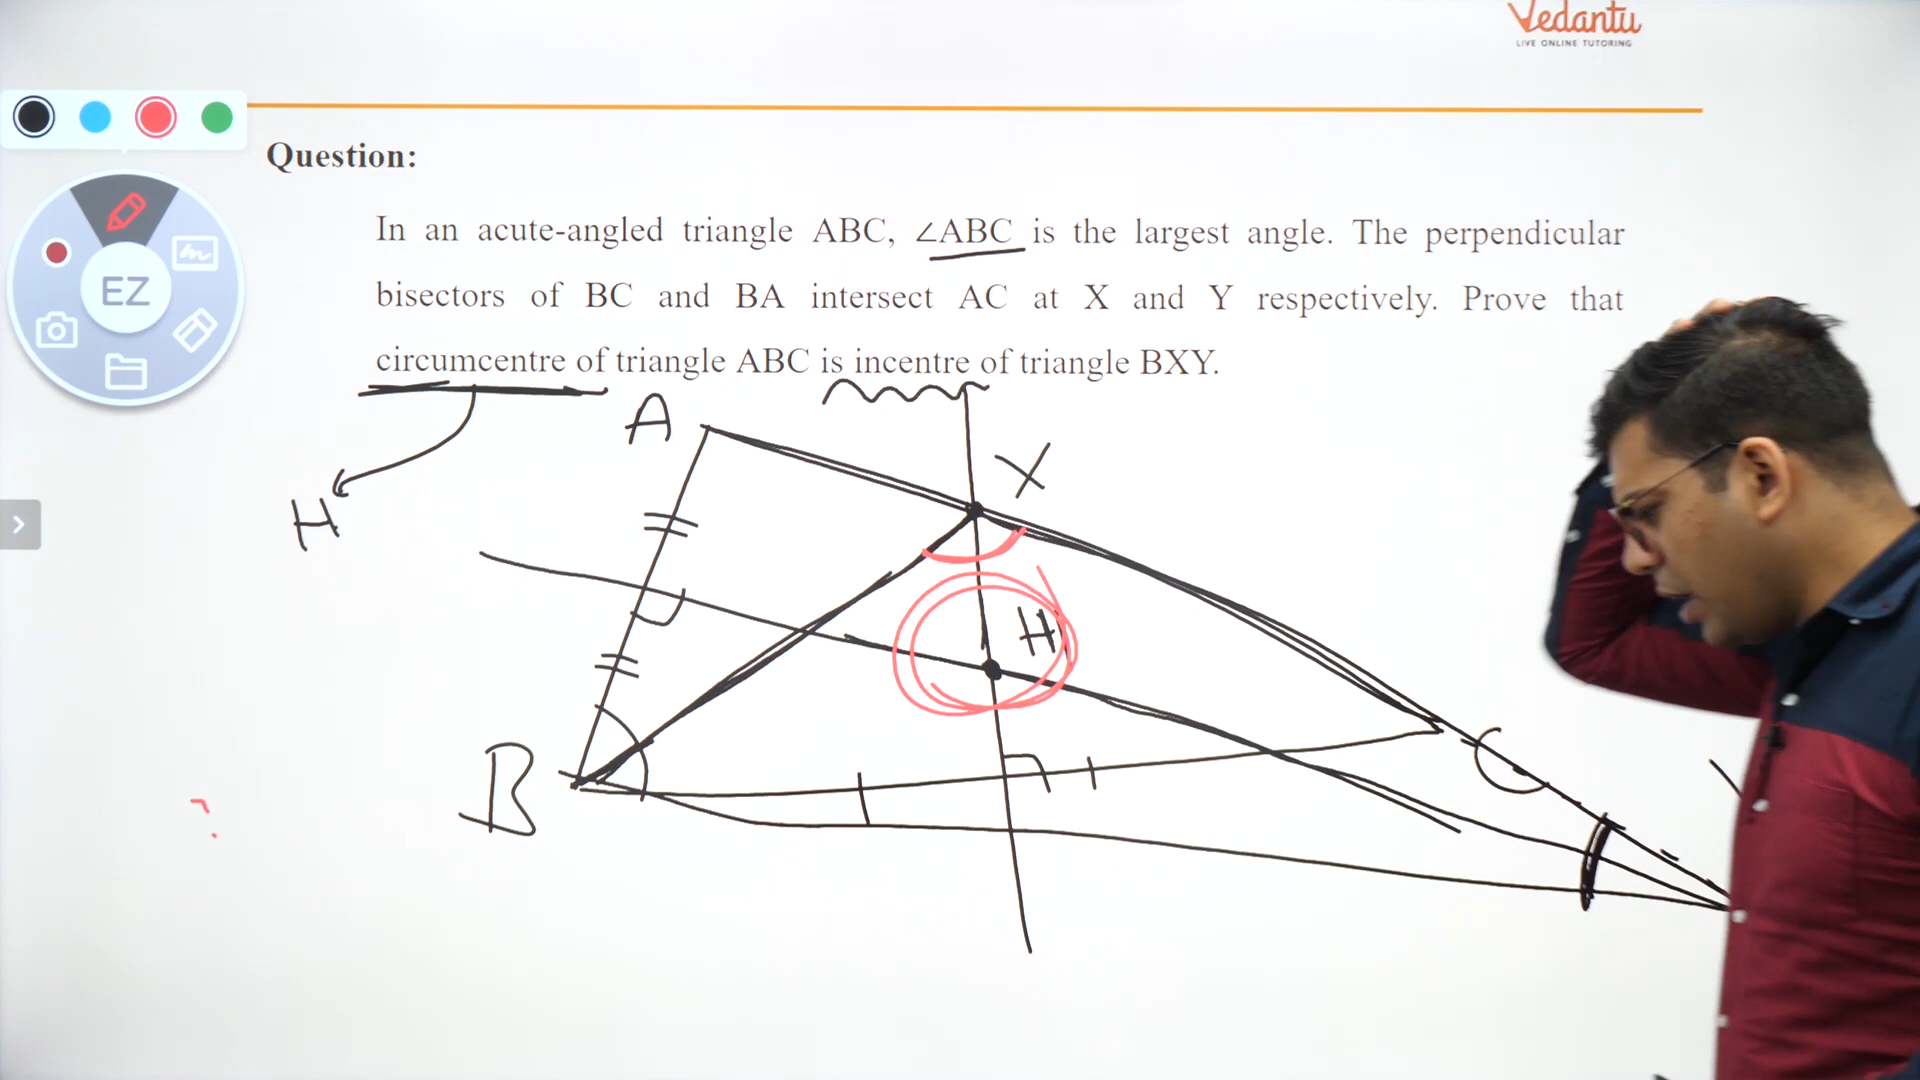 Vedantu
LIVE ONLINE TUTORING
Question:
EZ
In an acute-angled triangle ABC, ∠ABC is the largest angle. The perpendicular
bisectors of BC and BA intersect AC at X and Y respectively. Prove that
circumcentre of triangle ABC is incentre of triangle BXY.
A
X
H
H
B
C
?